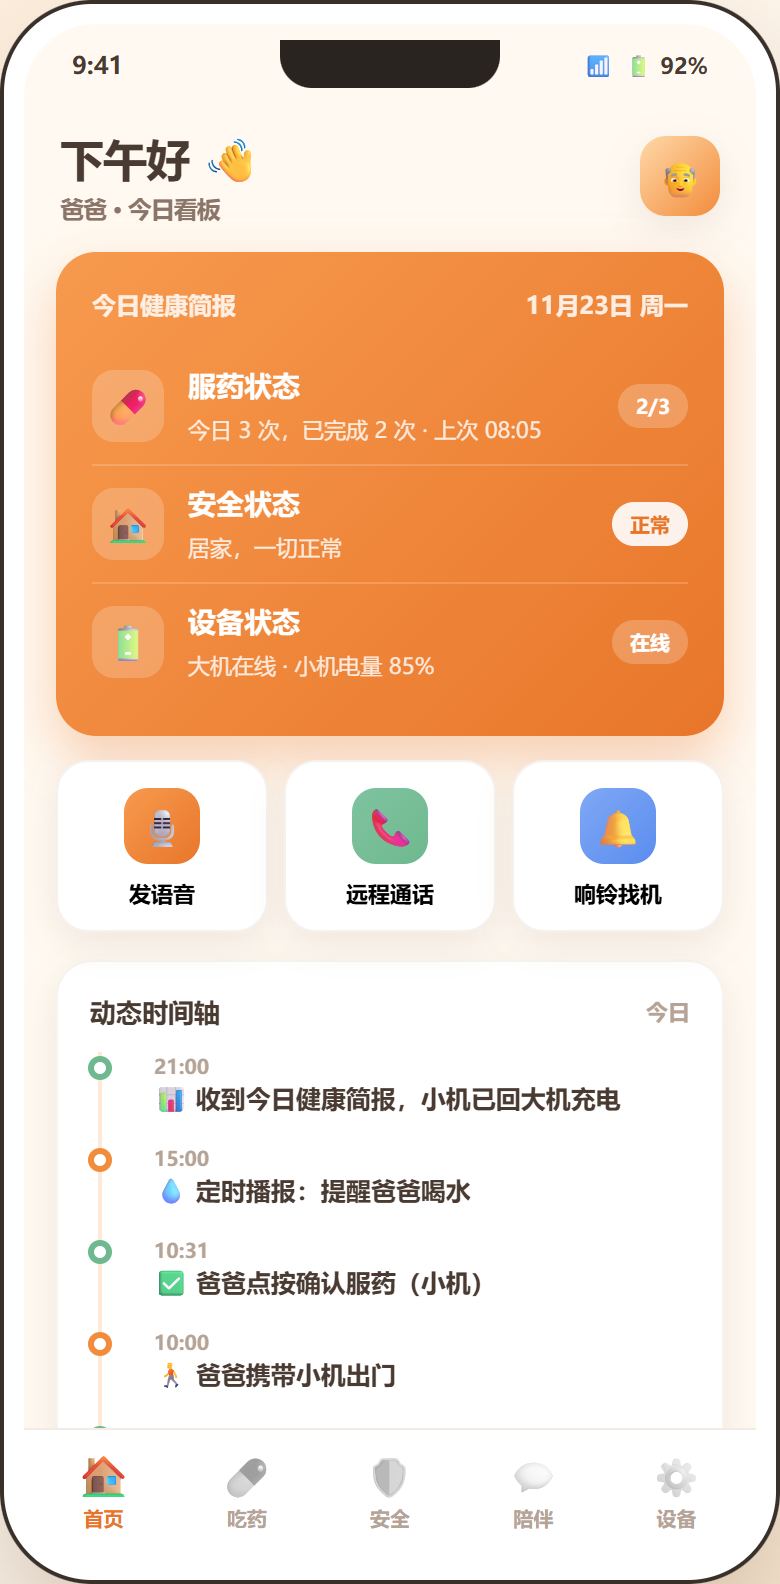 9:41
92%
下午好
爸爸 • 今日看板
今日健康简报
11月23日 周一
服药状态
今日 3 次，已完成 2 次 · 上次 08:05
2/3
安全状态
居家，一切正常
正常
设备状态
大机在线 · 小机电量 85%
在线
发语音
远程通话
响铃找机
动态时间轴
今日
21:00
收到今日健康简报，小机已回大机充电
15:00
定时播报：提醒爸爸喝水
10:31
爸爸点按确认服药（小机）
10:00
爸爸携带小机出门
首页
吃药
安全
陪伴
设备